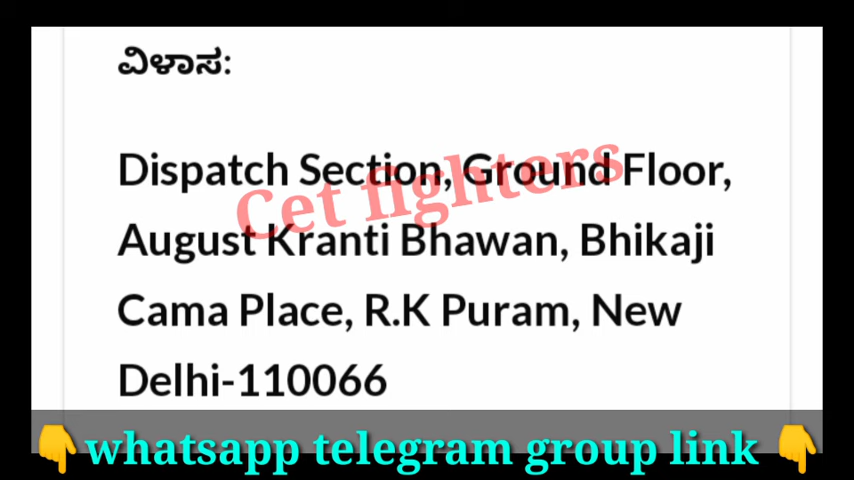 ವಿಳಾಸ:
Dispatch Section, Ground Floor,
August Kranti Bhawan, Bhikaji
Cama Place, R.K Puram, New
Delhi-110066
Cet fighters
👇whatsapp telegram group link 👇